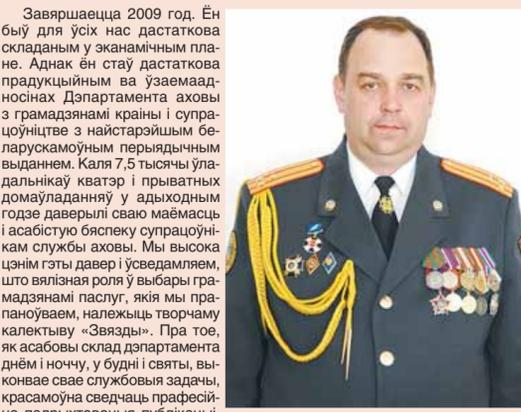 Завяршаецца 2009 год. Ён
быў для ўсіх нас дастаткова
складаным у эканамічным пла-
не. Аднак ён стаў дастаткова
прадукцыйным ва ўзаемаад-
носінах Дэпартамента аховы
з грамадзянамі краіны і супра-
цоўніцтве з найстарэйшым бе-
ларускамоўным перыядычным
выданнем. Каля 7,5 тысячы ўла-
дальнікаў кватэр і прыватных
домаўладанняў у адыходным
годзе даверылі сваю маёмасць
і асабістую бяспеку супрацоўні-
кам службы аховы. Мы высока
цэнім гэты давер і ўсведамляем,
што вялізная роля ў выбары гра-
мадзянамі паслуг, якія мы пра-
паноўваем, належыць творчаму
калектыву «Звязды». Пра тое,
як асабовы склад дэпартамента
днём і ноччу, у будні і святы, вы-
конвае свае службовыя задачы,
красамоўна сведчаць прафесій-